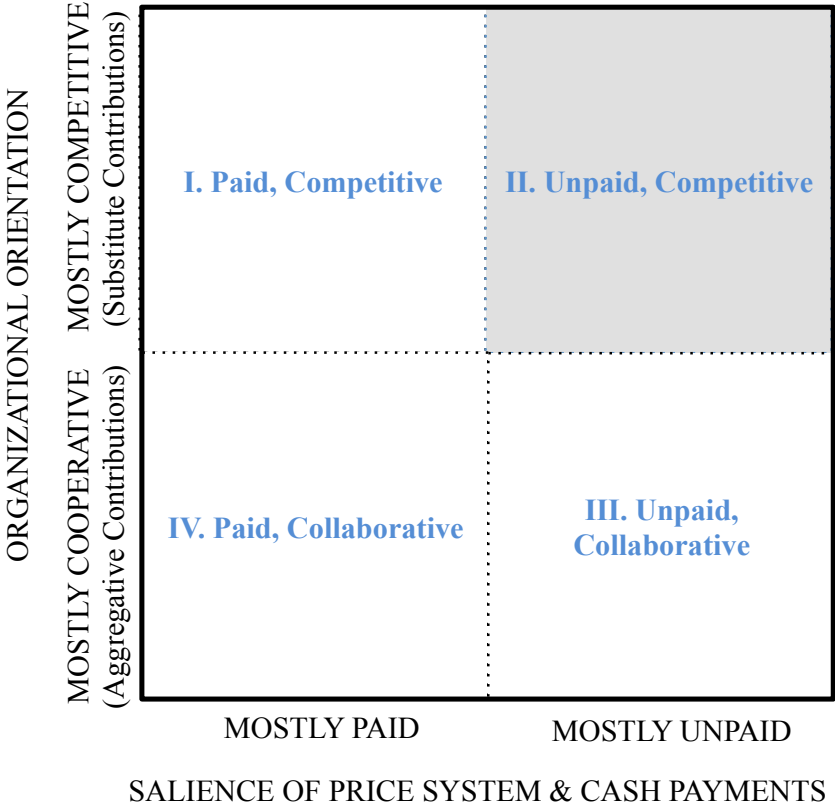 ORGANIZATIONAL ORIENTATION
MOSTLY COMPETITIVE
(Substitute Contributions)
I. Paid, Competitive
II. Unpaid, Competitive
MOSTLY COOPERATIVE
(Aggregative Contributions)
IV. Paid, Collaborative
III. Unpaid,
Collaborative
MOSTLY PAID
MOSTLY UNPAID
SALIENCE OF PRICE SYSTEM & CASH PAYMENTS